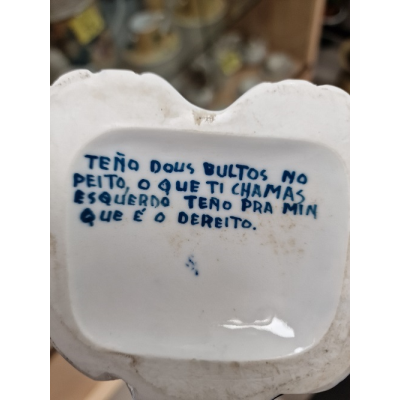 TEÑO DOUS BULTOS NO
PEITO, O QUE TI CHAMAS
ESQUERDO TEÑO PRA MIN
QUE É O DEREITO.